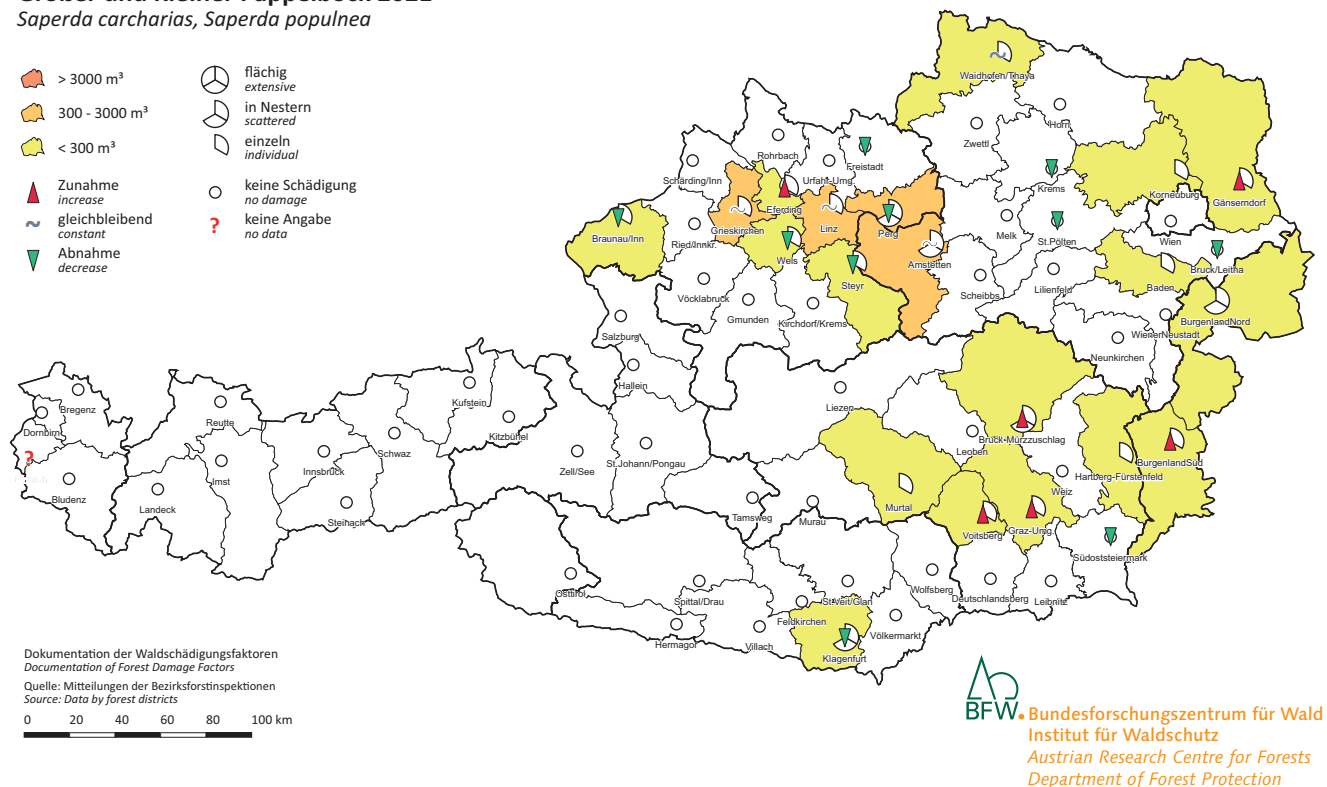 Saperda carcharias, Saperda populnea
> 3000 m³
300 - 3000 m³
< 300 m³
Zunahme
increase
gleichbleibend
constant
Abnahme
decrease
flächig
extensive
in Nestern
scattered
einzeln
individual
keine Schädigung
no damage
?
keine Angabe
no data
Waidhofen/Thaya
Horn
Zwettl
Rohrbach
Freistadt
Schärding/Inn
Urfahr-Umg.
Krems
Korneuburg
Gänserndorf
Eferding
Grieskirchen
Linz
Perg
Braunau/Inn
Ried/Innkr.
Wels
Amstetten
Melk
St.Pölten
Wien
Bruck/Leitha
Steyr
Vöcklabruck
Gmunden
Kirchdorf/Krems
Scheibbs
Lilienfeld
Baden
BurgenlandNord
WienerNeustadt
Neunkirchen
Salzburg
Hallein
Liezen
Bregenz
Dornbirn
?
Bludenz
Reutte
Imst
Landeck
Innsbruck
Steinach
Schwaz
Kufstein
Kitzbühel
Zell/See
St.Johann/Pongau
Tamsweg
Murau
Murtal
Leoben
Bruck-Mürzzuschlag
Weiz
Hartberg-Fürstenfeld
BurgenlandSüd
Voitsberg
Graz-Umg.
Südoststeiermark
Deutschlandsberg
Leibnitz
Wolfsberg
St.Veit/Glan
Feldkirchen
Völkermarkt
Klagenfurt
Villach
Hermagor
Spittal/Drau
Osttirol
Dokumentation der Waldschädigungsfaktoren
Documentation of Forest Damage Factors
Quelle: Mitteilungen der Bezirksforstinspektionen
Source: Data by forest districts
0 20 40 60 80 100 km
BFW.
Bundesforschungszentrum für Wald
Institut für Waldschutz
Austrian Research Centre for Forests
Department of Forest Protection